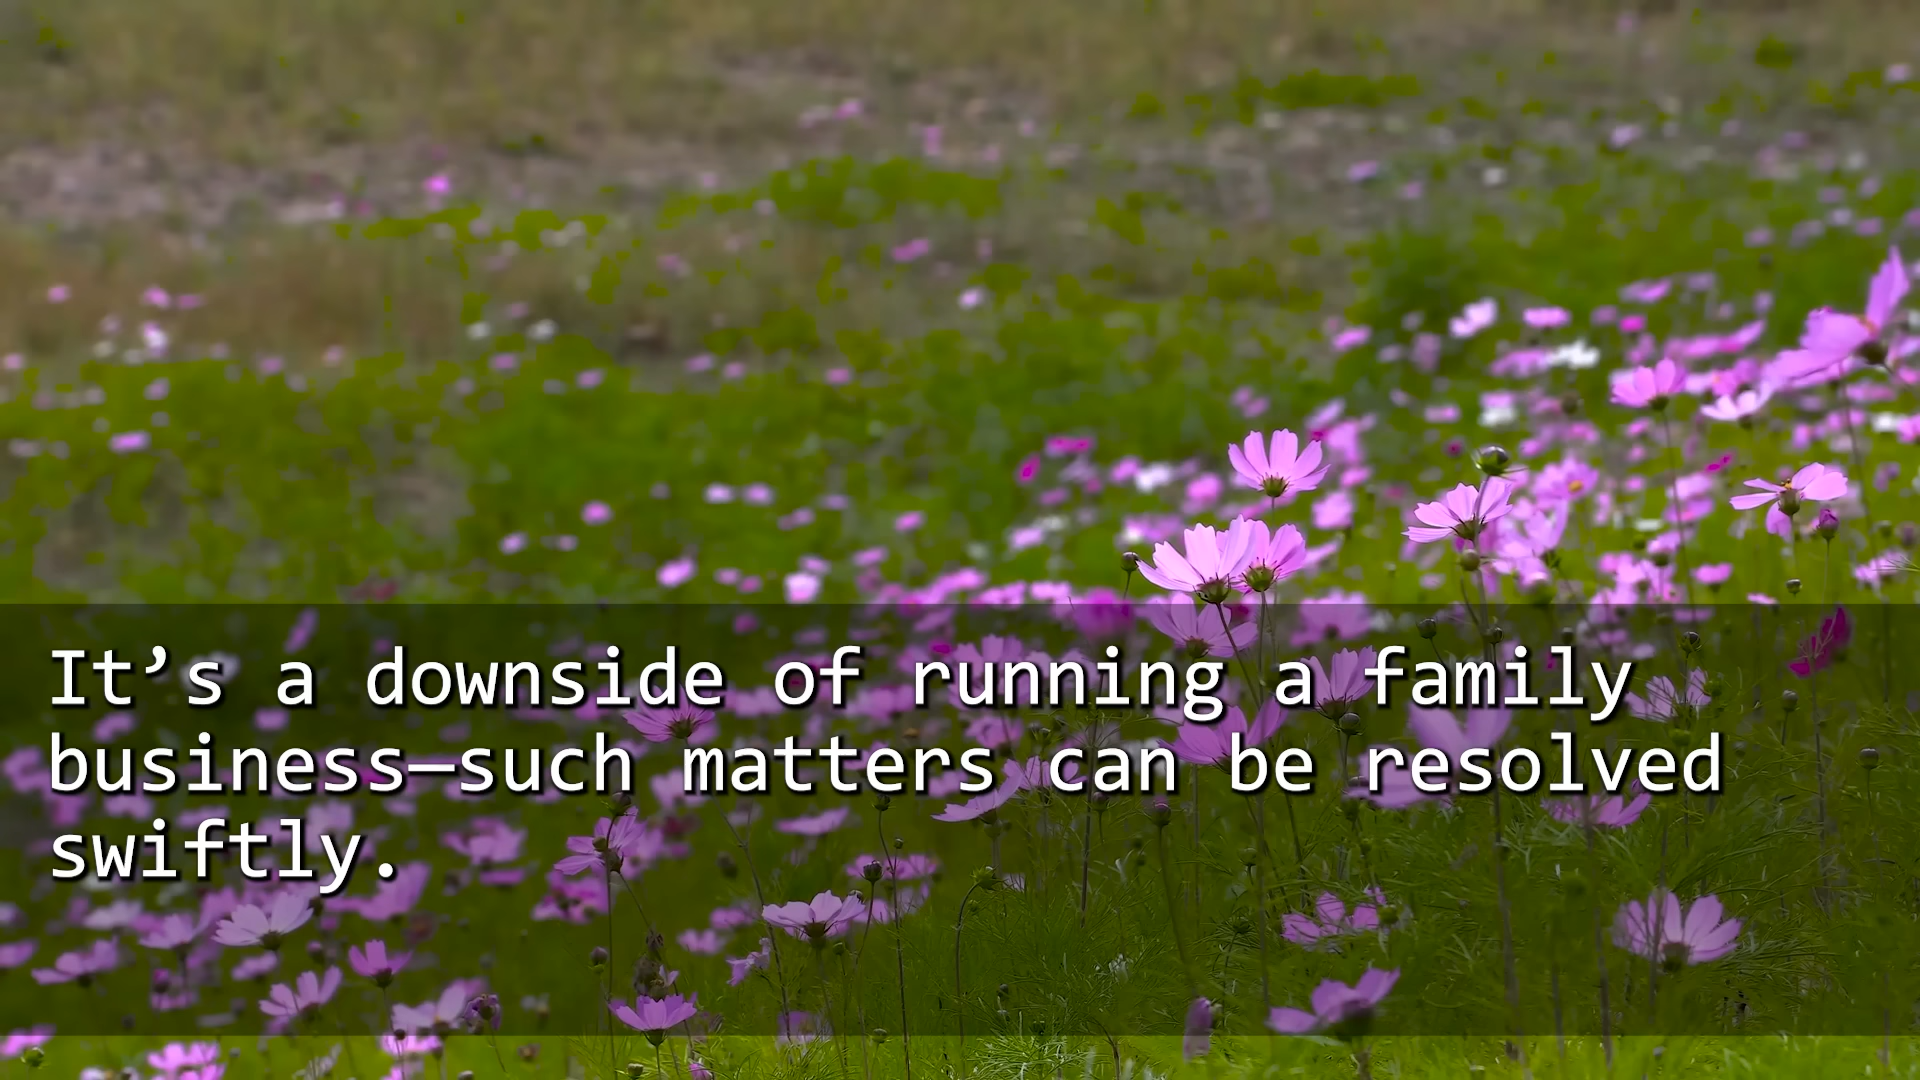 It’s a downside of running a family
business—such matters can be resolved
swiftly.